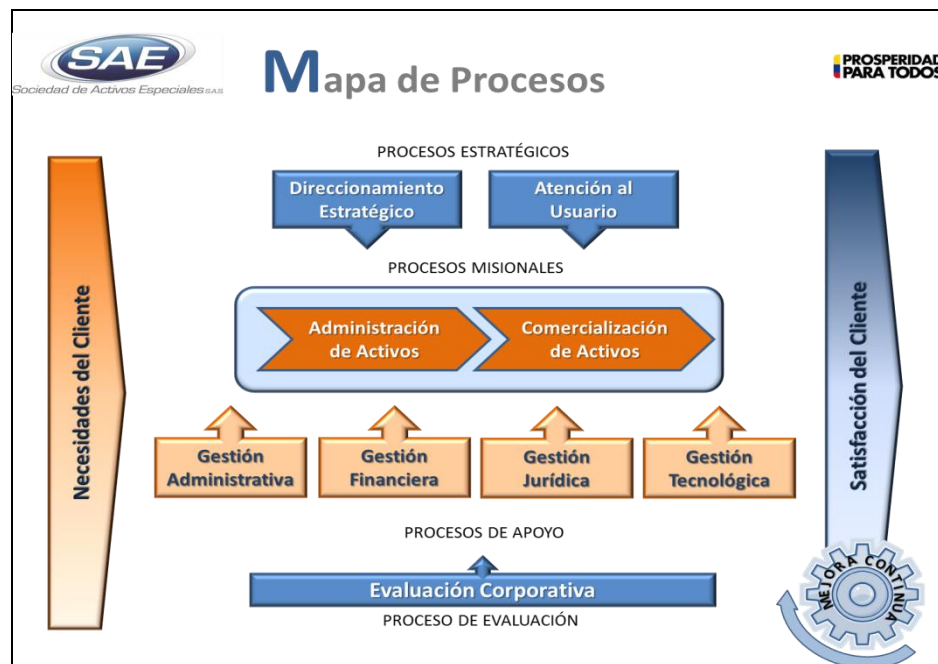 SAE
Sociedad de Activos Especiales S.A.S.
Mapa de Procesos
PROSPERIDAD
PARA TODOS
PROCESOS ESTRATÉGICOS
Direccionamiento
Estratégico
Atención al
Usuario
PROCESOS MISIONALES
Necesidades del Cliente
Administración
de Activos
Comercialización
de Activos
Satisfacción del Cliente
Gestión
Administrativa
Gestión
Financiera
Gestión
Jurídica
Gestión
Tecnológica
PROCESOS DE APOYO
Evaluación Corporativa
PROCESO DE EVALUACIÓN
MEJORA CONTINUA